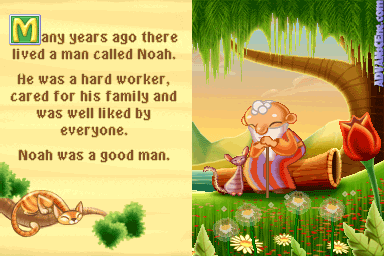 Many years ago there
lived a man called Noah.
He was a hard worker,
cared for his family and
was well liked by
everyone.
Noah was a good man.